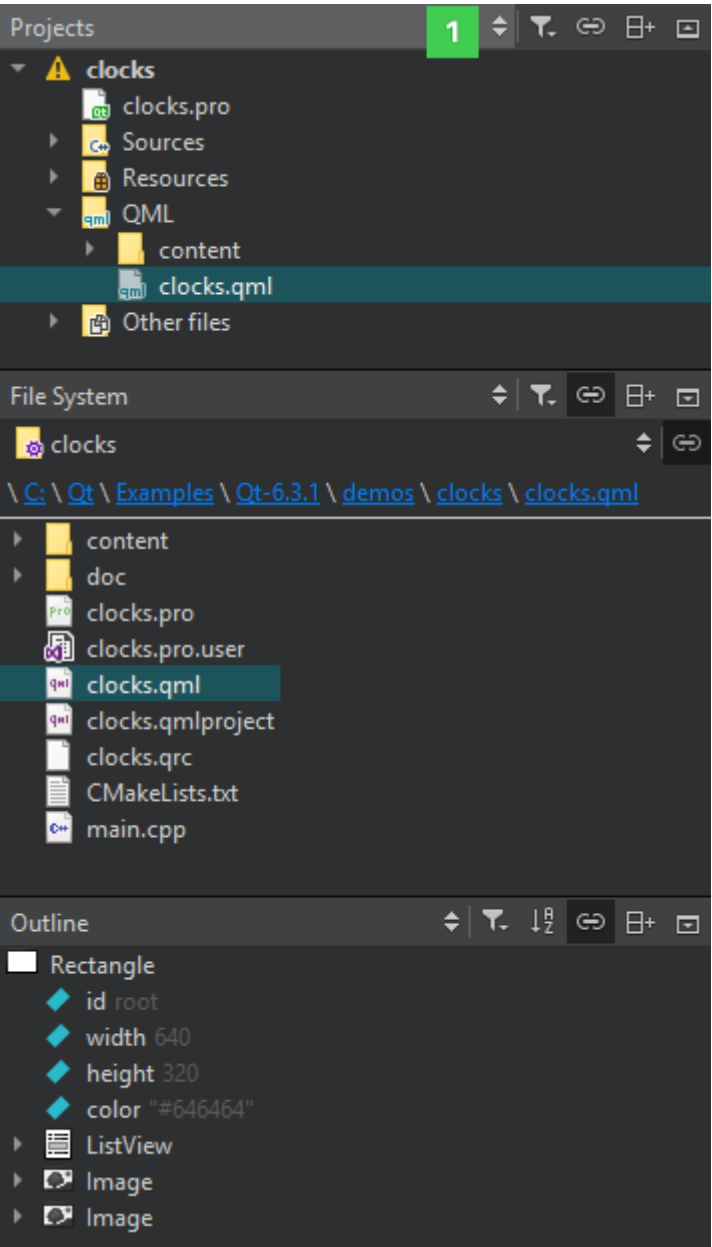 Projects 1
clocks
clocks.pro
Sources
Resources
QML
content
clocks.qml
Other files
File System
clocks
\ C: \ Qt \ Examples \ Qt-6.3.1 \ demos \ clocks \ clocks.qml
content
doc
clocks.pro
clocks.pro.user
clocks.qml
clocks.qmlproject
clocks.qrc
CMakeLists.txt
main.cpp
Outline
Rectangle
id root
width 640
height 320
color "#646464"
ListView
Image
Image